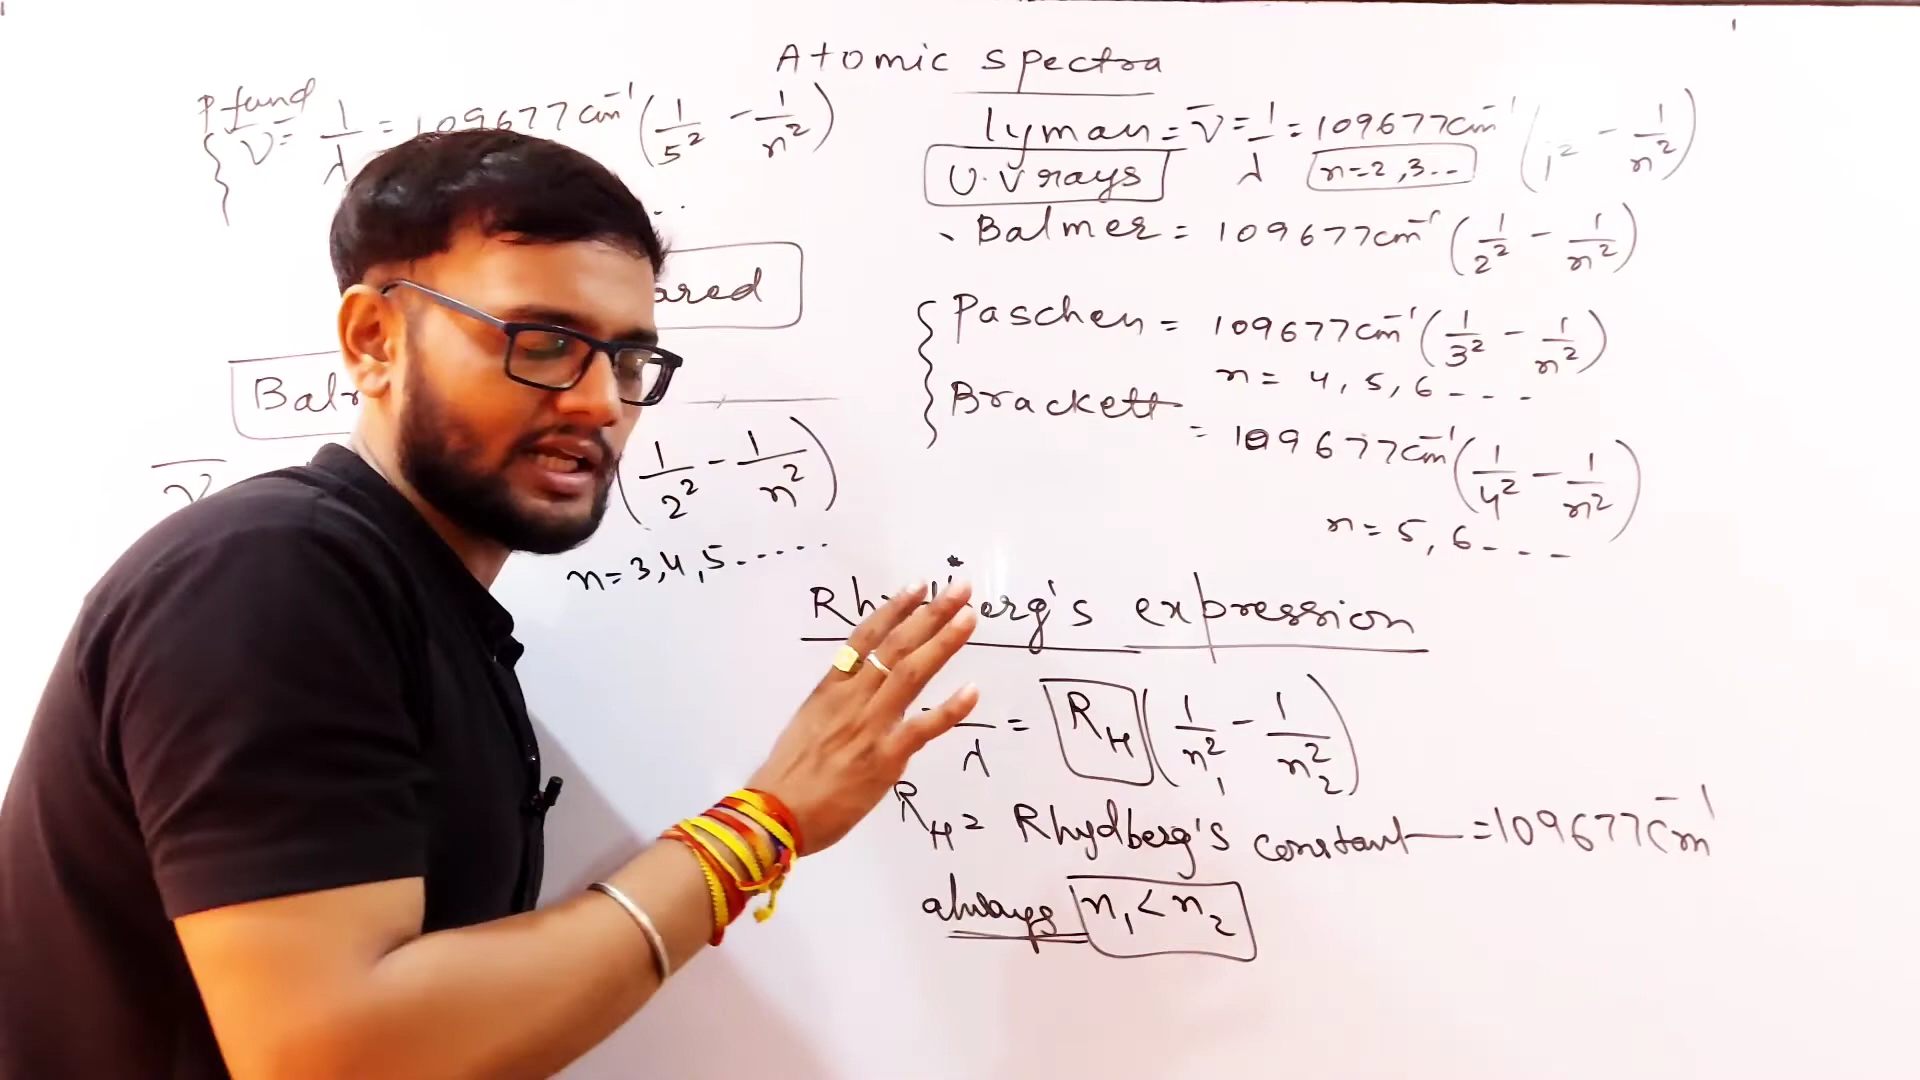 Atomic spectra
Pfund
ν̄ = 1/λ = 109677 cm⁻¹ (1/5² - 1/n²)
Balmer
ν̄ (1/2² - 1/n²)
n=3,4,5.....
lyman = ν̄ = 1/λ = 109677 cm⁻¹ (1/1² - 1/n²)
U.V rays n=2,3..
Balmer = 109677 cm⁻¹ (1/2² - 1/n²)
Paschen = 109677 cm⁻¹ (1/3² - 1/n²)
n = 4, 5, 6 - - -
Brackett
= 109677 cm⁻¹ (1/4² - 1/n²)
n = 5, 6 - - -
Rhydberg's expression
1/λ = R_H (1/n₁² - 1/n₂²)
R_H = Rhydberg's constant = 109677 cm⁻¹
always n₁ < n₂